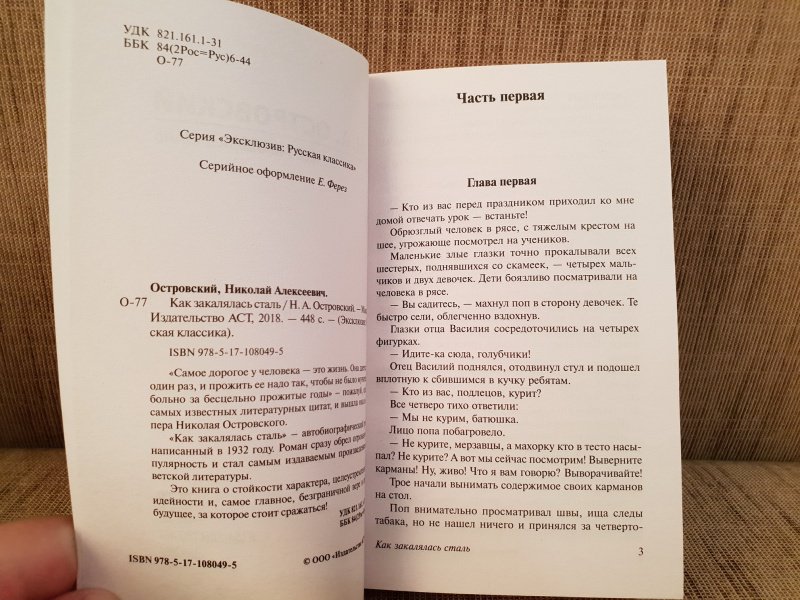 УДК 821.161.1-31
ББК 84(2Рос=Рус)6-44
О-77
Серия «Эксклюзив: Русская классика»
Серийное оформление Е. Ферез
Островский, Николай Алексеевич.
О-77 Как закалялась сталь / Н. А. Островский. –
Издательство АСТ, 2018. — 448 с. — (Эксклюзив
ская классика).
ISBN 978-5-17-108049-5
«Самое дорогое у человека — это жизнь. Она
один раз, и прожить ее надо так, чтобы не было
больно за бесцельно прожитые годы» – пожалуй,
самых известных литературных цитат, и вышла
пера Николая Островского.
«Как закалялась сталь» – автобиографический
написанный в 1932 году. Роман сразу обрел
пулярность и стал самым издаваемым
ветской литературы.
Это книга о стойкости характера,
идейности и, самое главное, безграничной вере
будущее, за которое стоит сражаться!
УДК 821
ББК
ISBN 978-5-17-108049-5
© ООО «Издательство
Часть первая
Глава первая
— Кто из вас перед праздником приходил ко мне
домой отвечать урок — встаньте!
Обрюзглый человек в рясе, с тяжелым крестом на
шее, угрожающе посмотрел на учеников.
Маленькие злые глазки точно прокалывали всех
шестерых, поднявшихся со скамеек, — четырех маль-
чиков и двух девочек. Дети боязливо посматривали на
человека в рясе.
— Вы садитесь, — махнул поп в сторону девочек. Те
быстро сели, облегченно вздохнув.
Глазки отца Василия сосредоточились на четырех
фигурках.
— Идите-ка сюда, голубчики!
Отец Василий поднялся, отодвинул стул и подошел
вплотную к сбившимся в кучку ребятам.
— Кто из вас, подлецов, курит?
Все четверо тихо ответили:
— Мы не курим, батюшка.
Лицо попа побагровело.
— Не курите, мерзавцы, а махорку кто в тесто насы-
пал? Не курите? А вот мы сейчас посмотрим! Выверните
карманы! Ну, живо! Что я вам говорю? Выворачивайте!
Трое начали вынимать содержимое своих карманов
на стол.
Поп внимательно просматривал швы, ища следы
табака, но не нашел ничего и принялся за четверто-
Как закалялась сталь
3